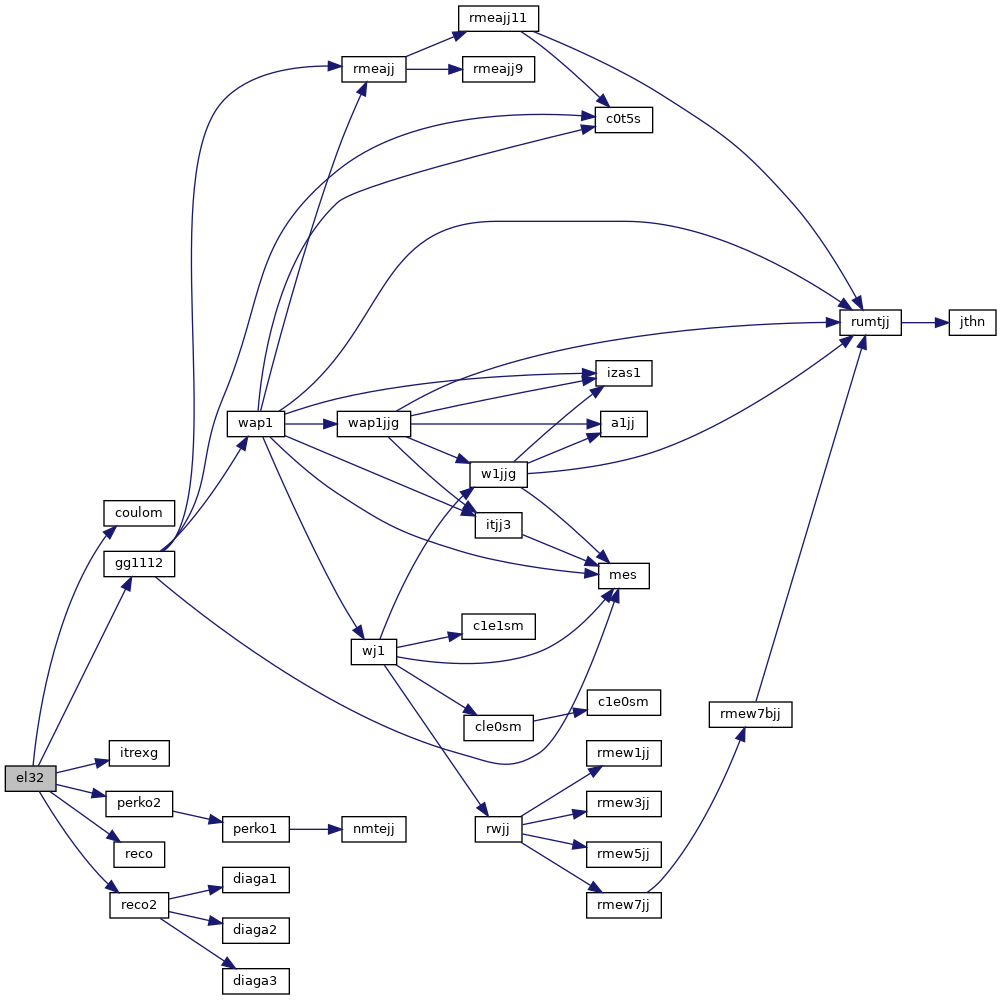 rmeajj11
rmeajj
rmeajj9
c0t5s
rumtjj
jthn
izas1
wap1
wap1jjg
a1jj
w1jjg
coulom
itjj3
gg1112
mes
c1e1sm
wj1
c1e0sm
rmew7bjj
cle0sm
itrexg
rmew1jj
el32
perko2
rmew3jj
perko1
nmtejj
rwjj
reco
rmew5jj
diaga1
reco2
rmew7jj
diaga2
diaga3